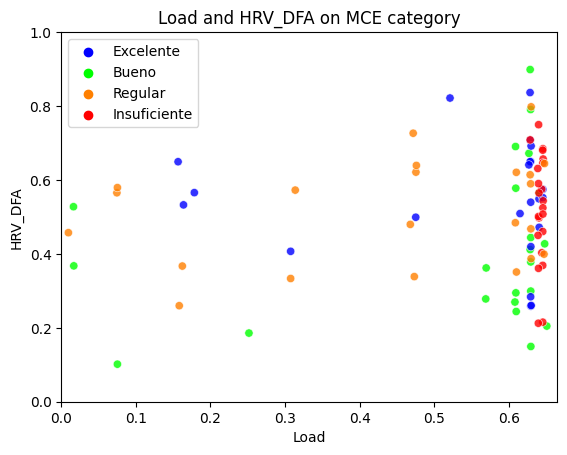 Load and HRV_DFA on MCE category
Excelente
Bueno
Regular
Insuficiente
HRV_DFA
1.0
0.8
0.6
0.4
0.2
0.0
0.0 0.1 0.2 0.3 0.4 0.5 0.6
Load